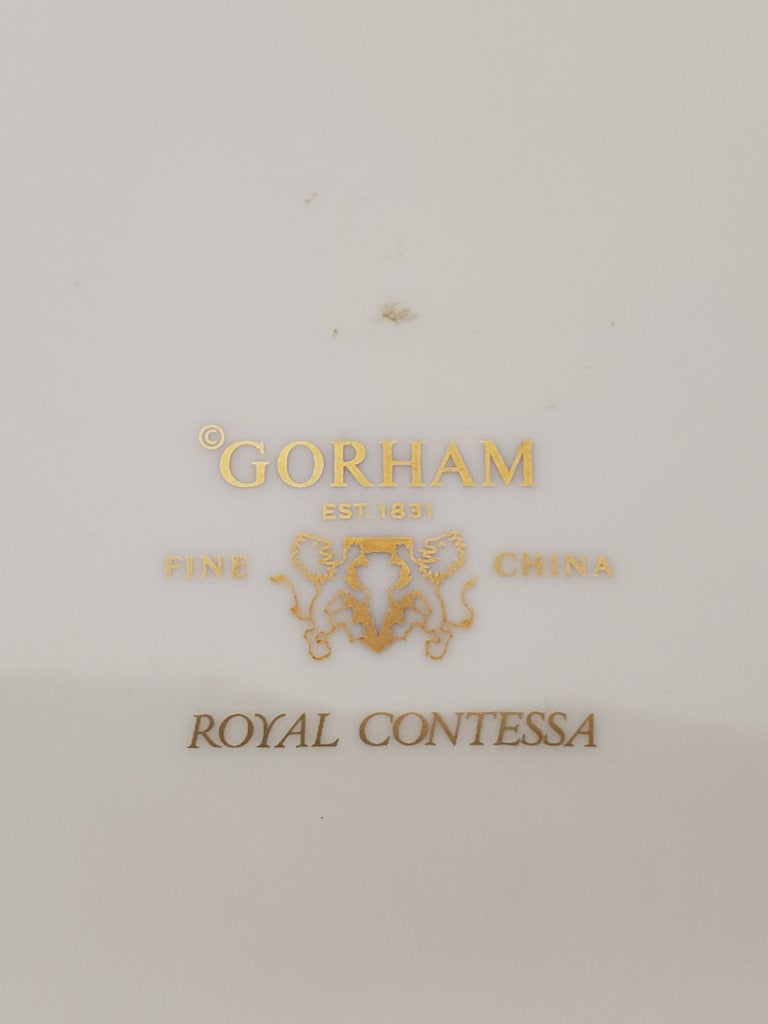 ©GORHAM
EST. 1831
FINE CHINA
ROYAL CONTESSA